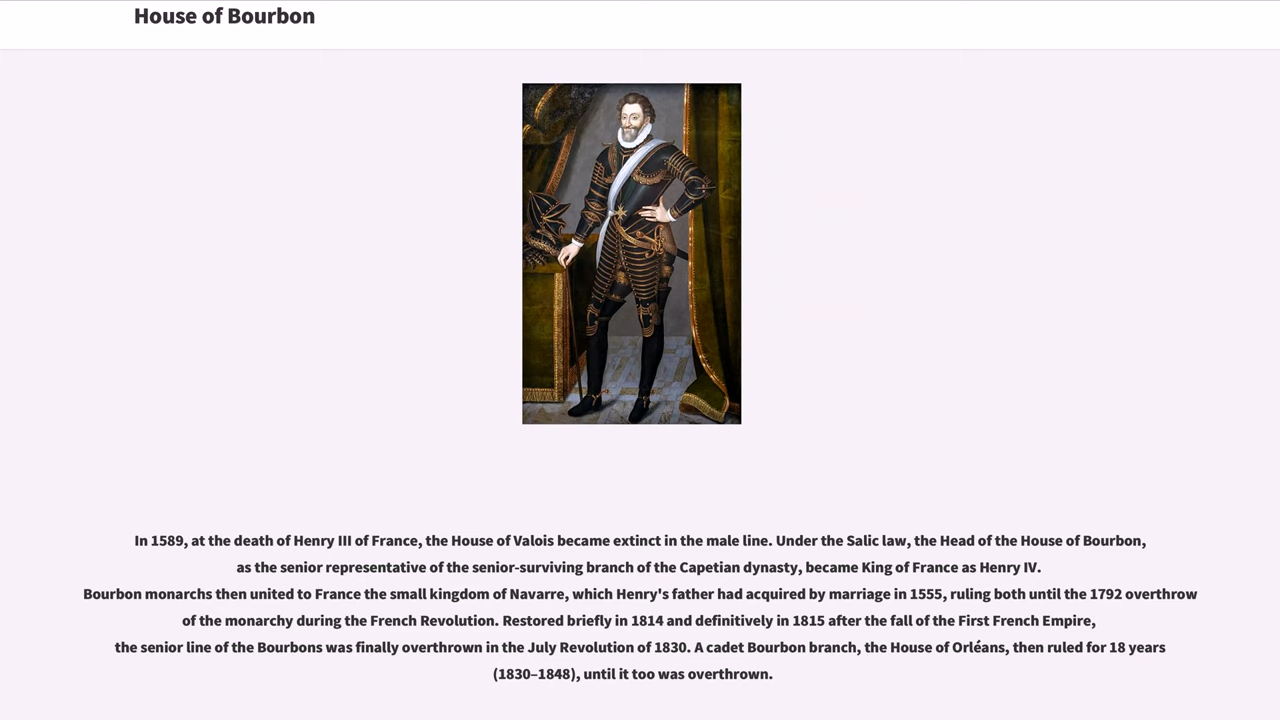 House of Bourbon
In 1589, at the death of Henry III of France, the House of Valois became extinct in the male line. Under the Salic law, the Head of the House of Bourbon,
as the senior representative of the senior-surviving branch of the Capetian dynasty, became King of France as Henry IV.
Bourbon monarchs then united to France the small kingdom of Navarre, which Henry's father had acquired by marriage in 1555, ruling both until the 1792 overthrow
of the monarchy during the French Revolution. Restored briefly in 1814 and definitively in 1815 after the fall of the First French Empire,
the senior line of the Bourbons was finally overthrown in the July Revolution of 1830. A cadet Bourbon branch, the House of Orléans, then ruled for 18 years
(1830–1848), until it too was overthrown.